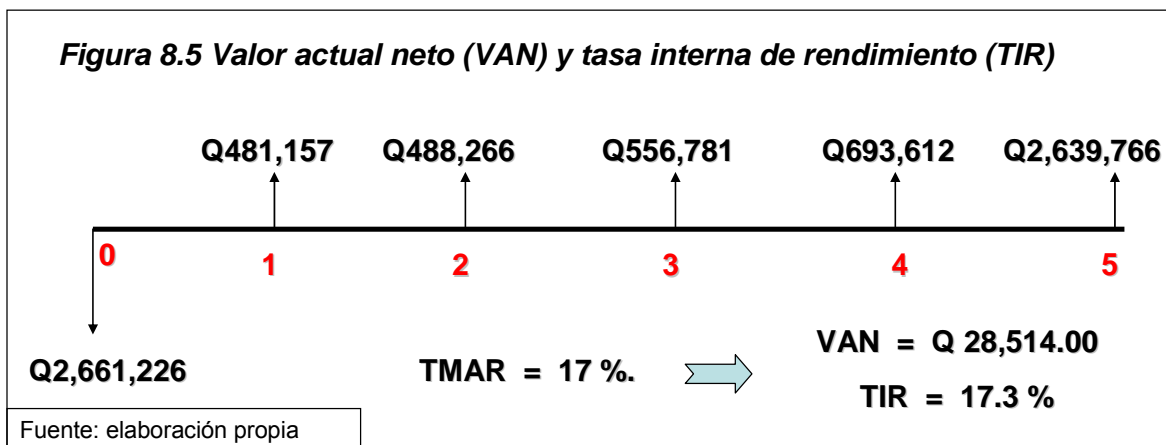 Figura 8.5 Valor actual neto (VAN) y tasa interna de rendimiento (TIR)
Q481,157 Q488,266 Q556,781 Q693,612 Q2,639,766
0 1 2 3 4 5
Q2,661,226 TMAR = 17 %. VAN = Q 28,514.00
TIR = 17.3 %
Fuente: elaboración propia